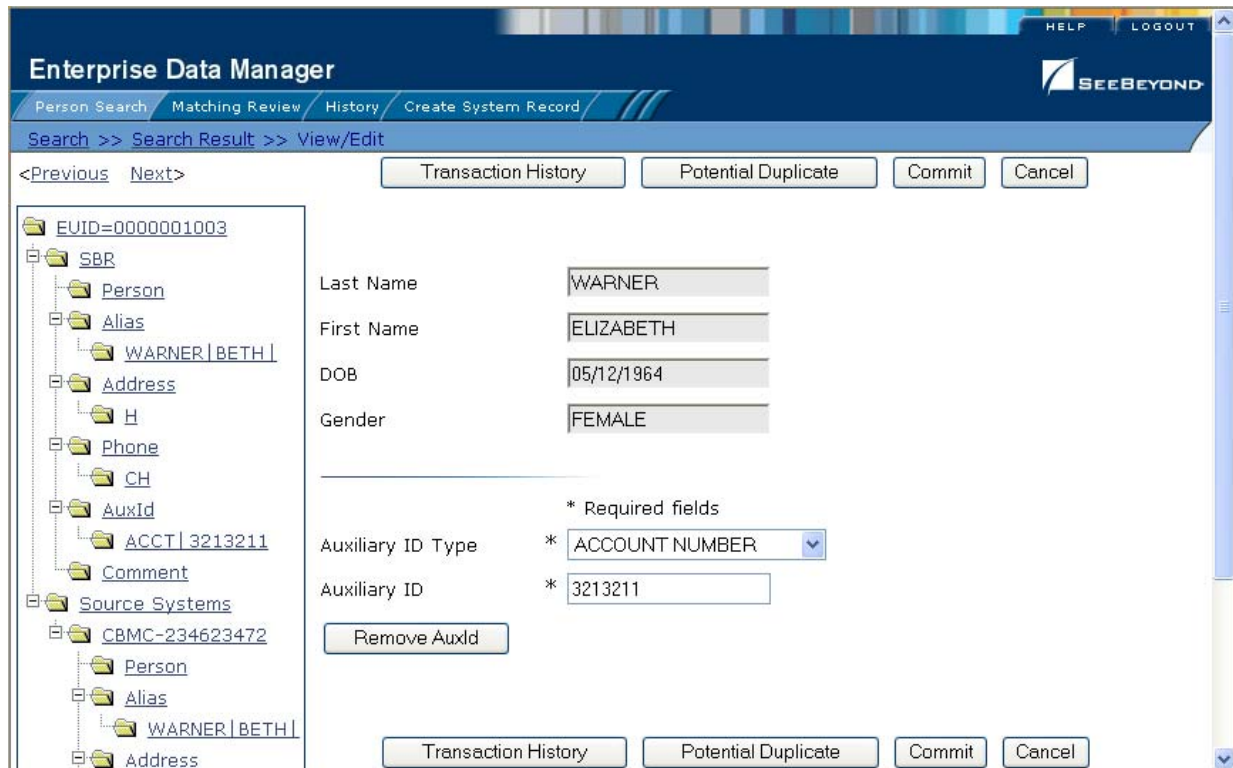 HELP LOGOUT
Enterprise Data Manager
SEEBEYOND
Person Search Matching Review History Create System Record
Search >> Search Result >> View/Edit
<Previous Next>
Transaction History Potential Duplicate Commit Cancel
EUID=0000001003
SBR
Person
Alias
WARNER|BETH|
Address
H
Phone
CH
AuxId
ACCT|3213211
Comment
Source Systems
CBMC-234623472
Person
Alias
WARNER|BETH|
Address
Last Name WARNER
First Name ELIZABETH
DOB 05/12/1964
Gender FEMALE
* Required fields
Auxiliary ID Type * ACCOUNT NUMBER
Auxiliary ID * 3213211
Remove AuxId
Transaction History Potential Duplicate Commit Cancel